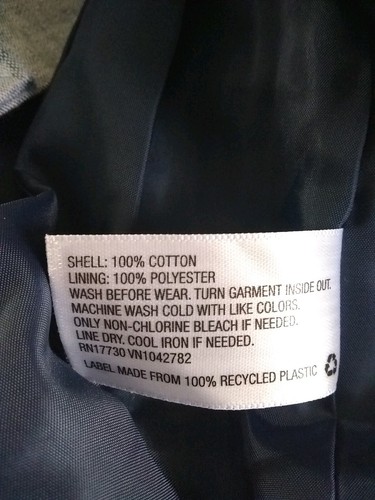 SHELL: 100% COTTON
LINING: 100% POLYESTER
WASH BEFORE WEAR. TURN GARMENT INSIDE OUT.
MACHINE WASH COLD WITH LIKE COLORS.
ONLY NON-CHLORINE BLEACH IF NEEDED.
LINE DRY. COOL IRON IF NEEDED.
RN17730 VN1042782
LABEL MADE FROM 100% RECYCLED PLASTIC